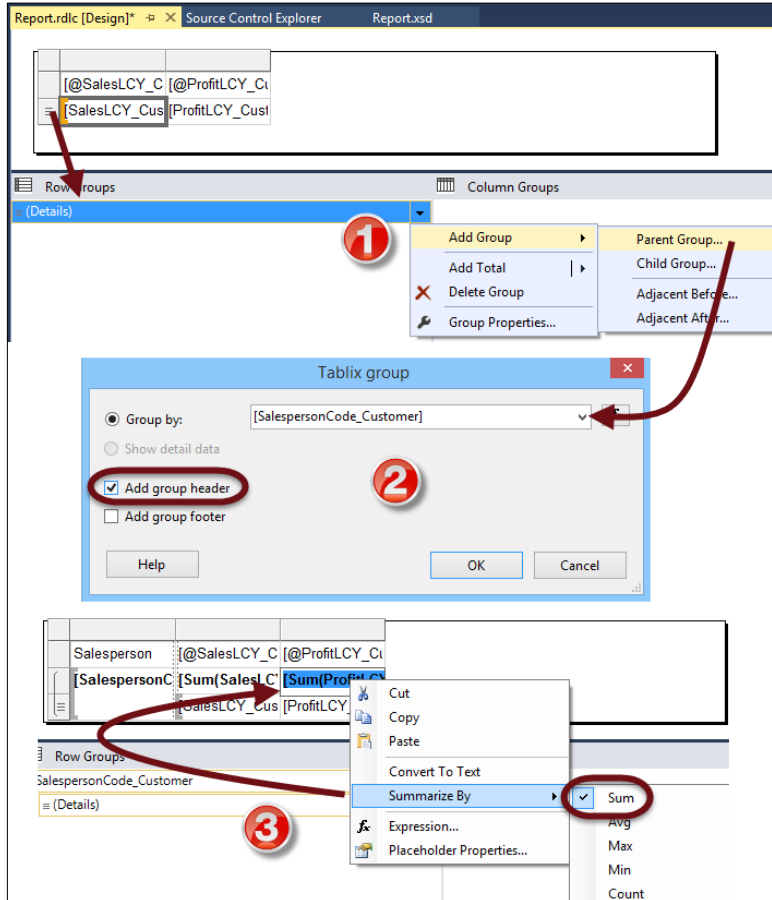 Report.rdlc [Design]* Source Control Explorer Report.xsd
[@SalesLCY_C [@ProfitLCY_Cu
[SalesLCY_Cus [ProfitLCY_Cust
Row Groups Column Groups
(Details)
1
Add Group Parent Group...
Add Total Child Group...
Delete Group Adjacent Before...
Group Properties... Adjacent After...
Tablix group
Group by: [SalespersonCode_Customer]
Show detail data
Add group header
2
Add group footer
Help OK Cancel
Salesperson [@SalesLCY_C [@ProfitLCY_Cu
[SalespersonC [Sum(SalesLC [Sum(ProfitLCY
[SalesLCY_Cus [ProfitLCY_
Cut
Copy
Paste
Row Groups
SalespersonCode_Customer
Convert To Text
(Details)
Summarize By Sum
3
Expression... Avg
Placeholder Properties... Max
Min
Count